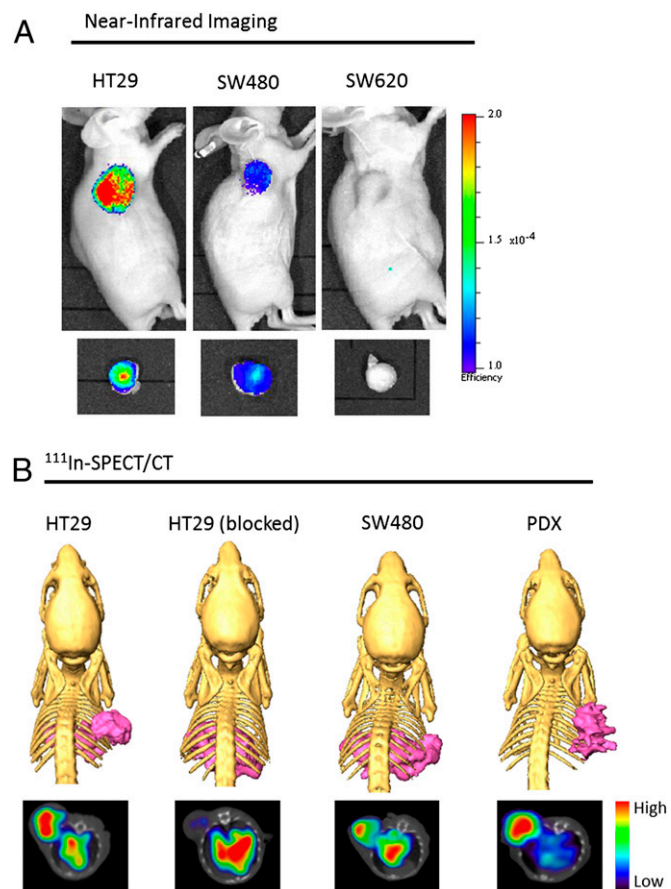 A
Near-Infrared Imaging
HT29 SW480 SW620
2.0
1.5 x10⁻⁴
1.0
Efficiency
B
¹¹¹In-SPECT/CT
HT29 HT29 (blocked) SW480 PDX
High
Low